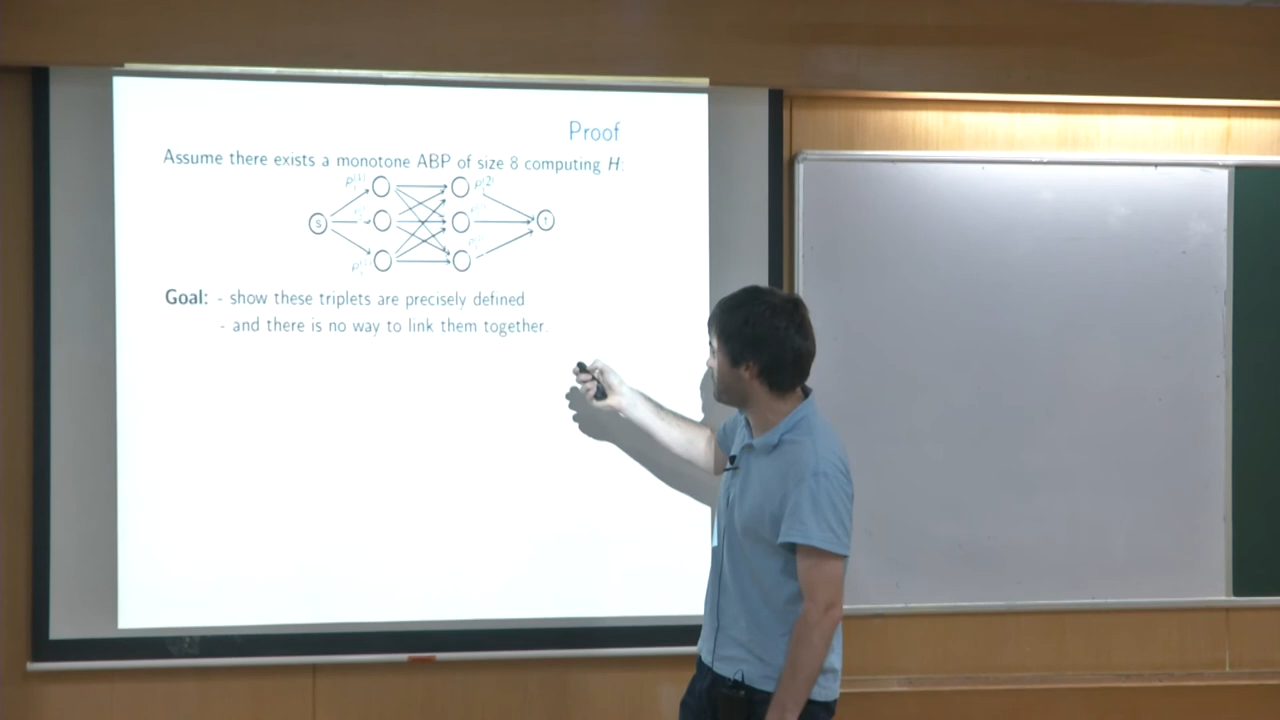 Proof
Assume there exists a monotone ABP of size 8 computing H:
s
t
Goal: - show these triplets are precisely defined
- and there is no way to link them together.